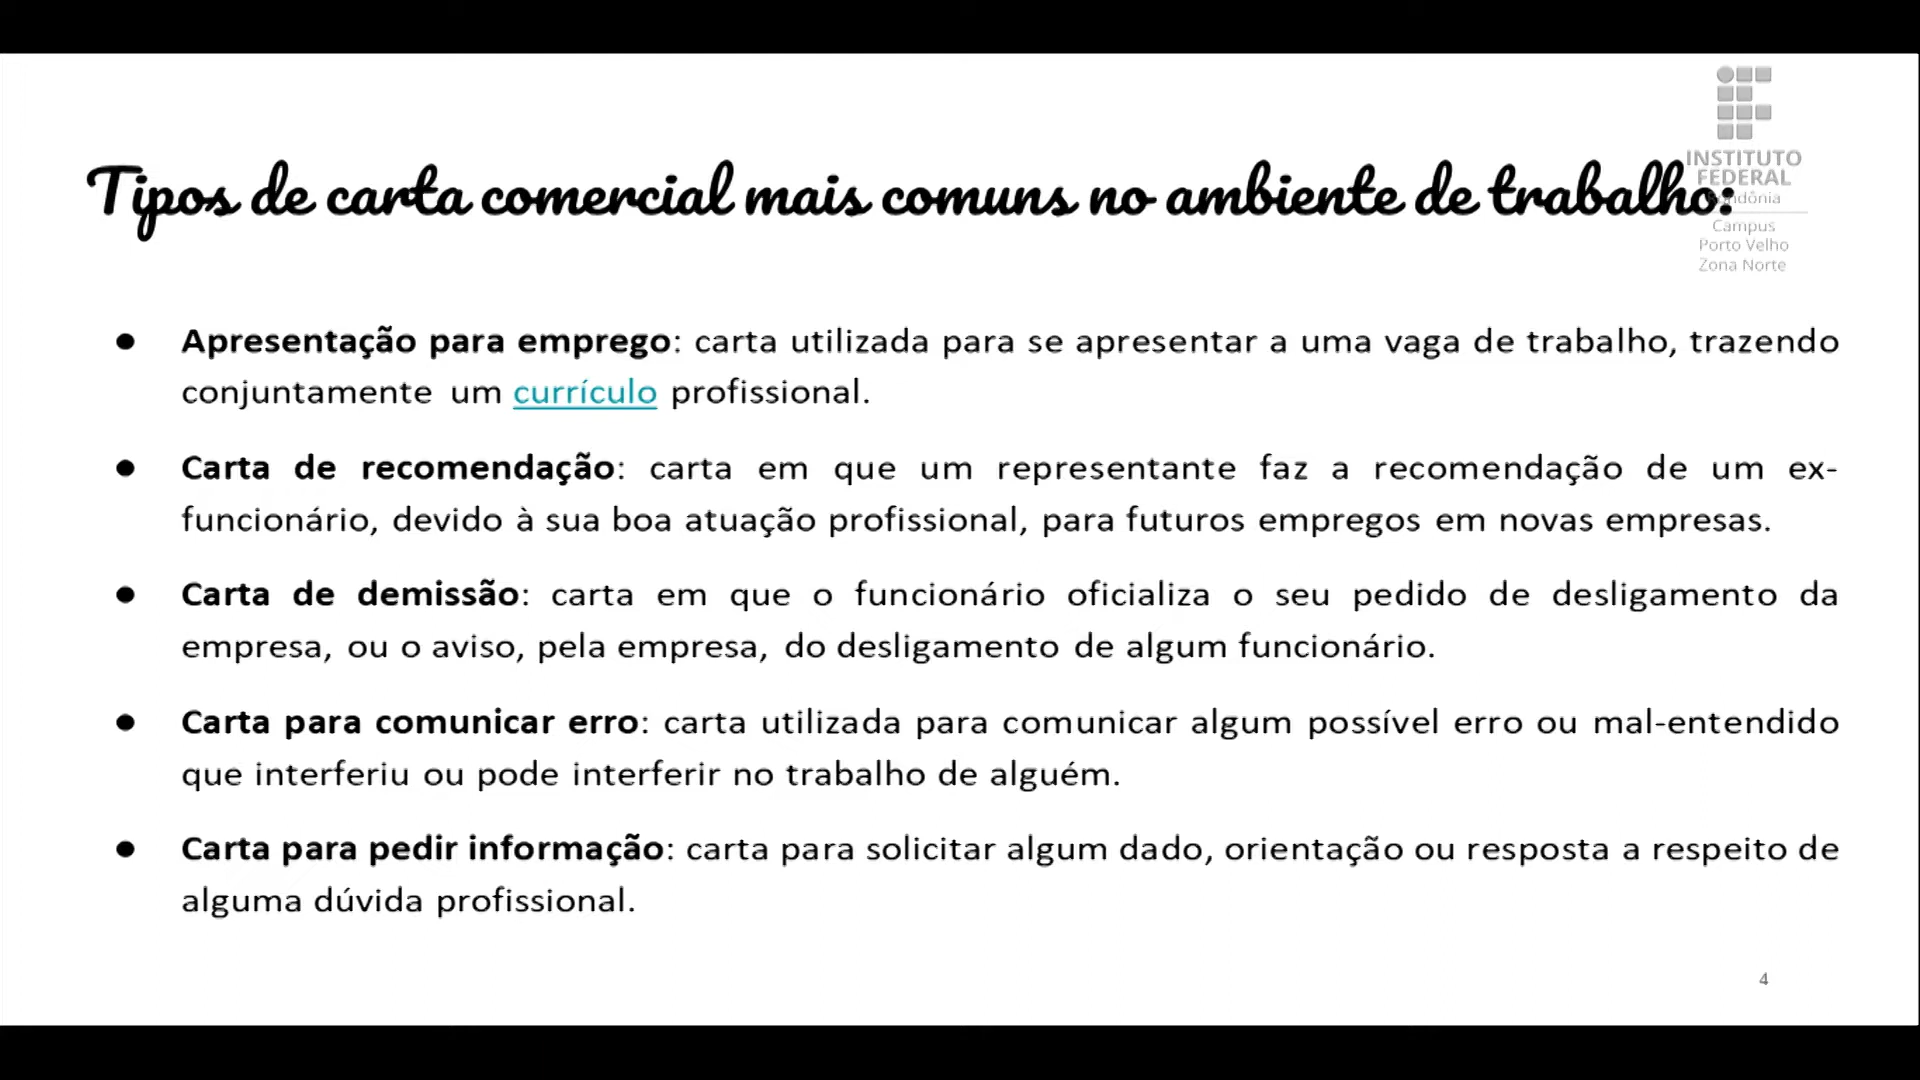 INSTITUTO
FEDERAL
Rondônia
Campus
Porto Velho
Zona Norte
Tipos de carta comercial mais comuns no ambiente de trabalho:
● Apresentação para emprego: carta utilizada para se apresentar a uma vaga de trabalho, trazendo
conjuntamente um currículo profissional.
● Carta de recomendação: carta em que um representante faz a recomendação de um ex-
funcionário, devido à sua boa atuação profissional, para futuros empregos em novas empresas.
● Carta de demissão: carta em que o funcionário oficializa o seu pedido de desligamento da
empresa, ou o aviso, pela empresa, do desligamento de algum funcionário.
● Carta para comunicar erro: carta utilizada para comunicar algum possível erro ou mal-entendido
que interferiu ou pode interferir no trabalho de alguém.
● Carta para pedir informação: carta para solicitar algum dado, orientação ou resposta a respeito de
alguma dúvida profissional.
4